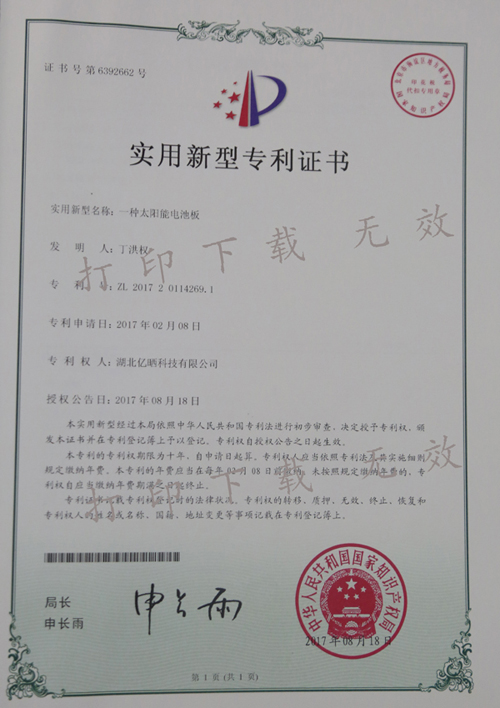 证书号第6392662号
实用新型专利证书
实用新型名称：一种太阳能电池板
发 明 人：丁洪权
专 利 号：ZL 2017 2 0114269.1
专利申请日：2017年02月08日
专 利 权 人：湖北亿晒科技有限公司
授权公告日：2017年08月18日
打印下载 无效
本实用新型经过本局依照中华人民共和国专利法进行初步审查，决定授予专利权，颁
发本证书并在专利登记簿上予以登记。专利权自授权公告之日起生效。
本专利的专利权期限为十年，自申请日起算。专利权人应当依照专利法及其实施细则
规定缴纳年费。本专利的年费应当在每年02月08日前缴纳。未按照规定缴纳年费的，专
利权自应当缴纳年费期满之日起终止。
专利证书记载专利权登记时的法律状况。专利权的转移、质押、无效、终止、恢复和
专利权人的姓名或名称、国籍、地址变更等事项记载在专利登记簿上。
打印下载 无效
局长
申长雨
申长雨
中华人民共和国国家知识产权局
2017年08月18日
第1页(共1页)